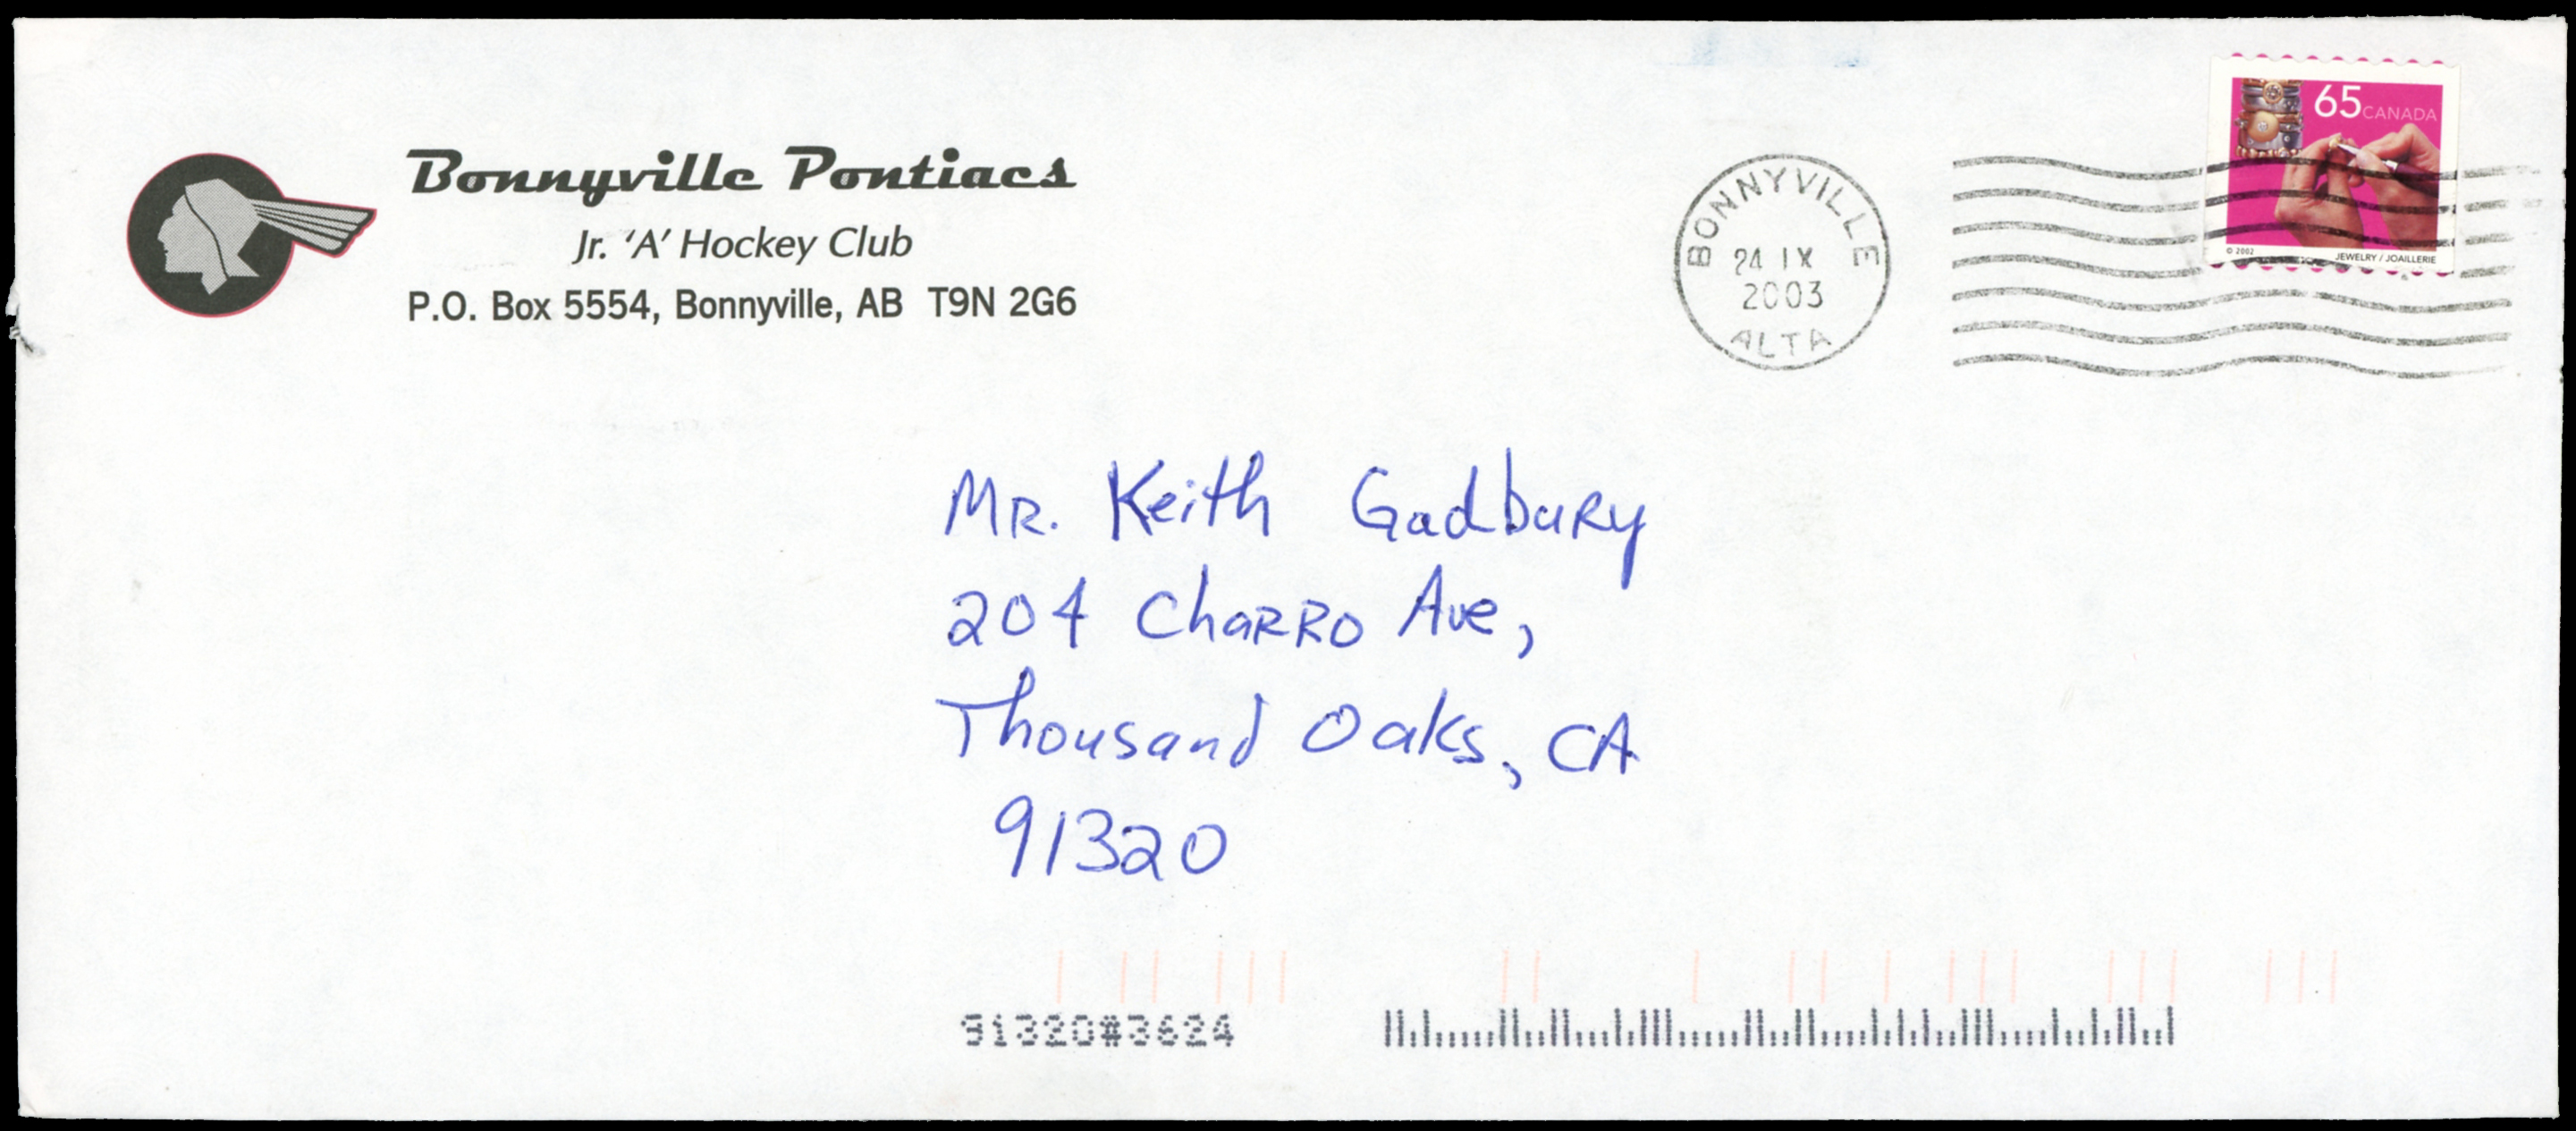 Bonnyville Pontiacs
Jr. 'A' Hockey Club
P.O. Box 5554, Bonnyville, AB T9N 2G6
BONNYVILLE
24 IX
2003
ALTA
65 CANADA
© 2002
JEWELRY / JOAILLERIE
MR. Keith Gadbury
204 Charro Ave,
Thousand Oaks, CA
91320
91320#3624